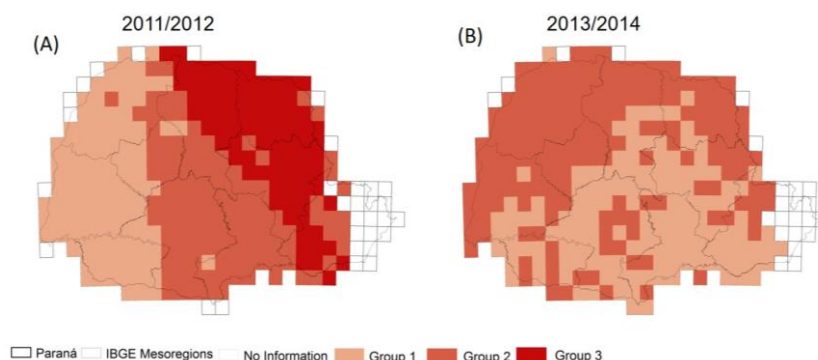 2011/2012
2013/2014
(A)
(B)
Paraná IBGE Mesoregions No Information Group 1 Group 2 Group 3